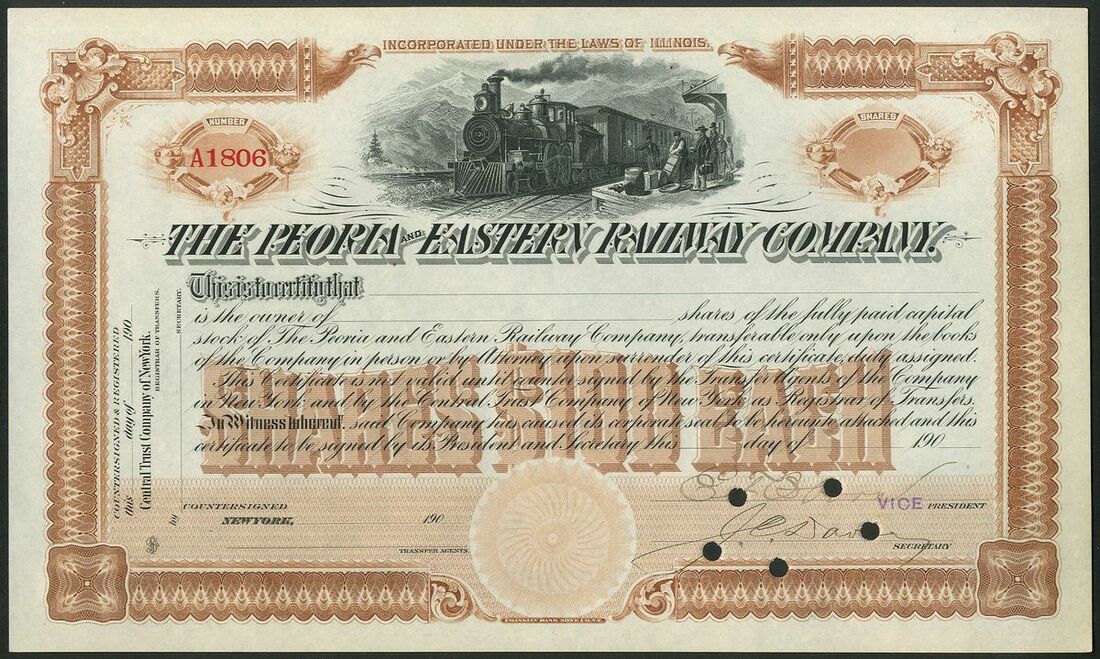 INCORPORATED UNDER THE LAWS OF ILLINOIS.
NUMBER
A1806
SHARES
THE PEORIA AND EASTERN RAILWAY COMPANY.
This is to certify that
is the owner of shares of the fully paid capital
stock of The Peoria and Eastern Railway Company, transferable only upon the books
of the Company in person or by Attorney upon surrender of this certificate, duly assigned.
This Certificate is not valid until countersigned by the Transfer Agents of the Company
in New York and by the Central Trust Company of New York as Registrar of Transfers.
In Witness whereof, said Company has caused its corporate seal to be hereunto attached and this
certificate to be signed by its President and Secretary this day of 190
SHARES $100 EACH
COUNTERSIGNED & REGISTERED
this day of 190
Central Trust Company of New York.
REGISTRAR OF TRANSFERS.
by SECRETARY.
COUNTERSIGNED
NEW YORK, 190
TRANSFER AGENTS.
VICE PRESIDENT
SECRETARY
FRANKLIN BANK NOTE CO. N.Y.